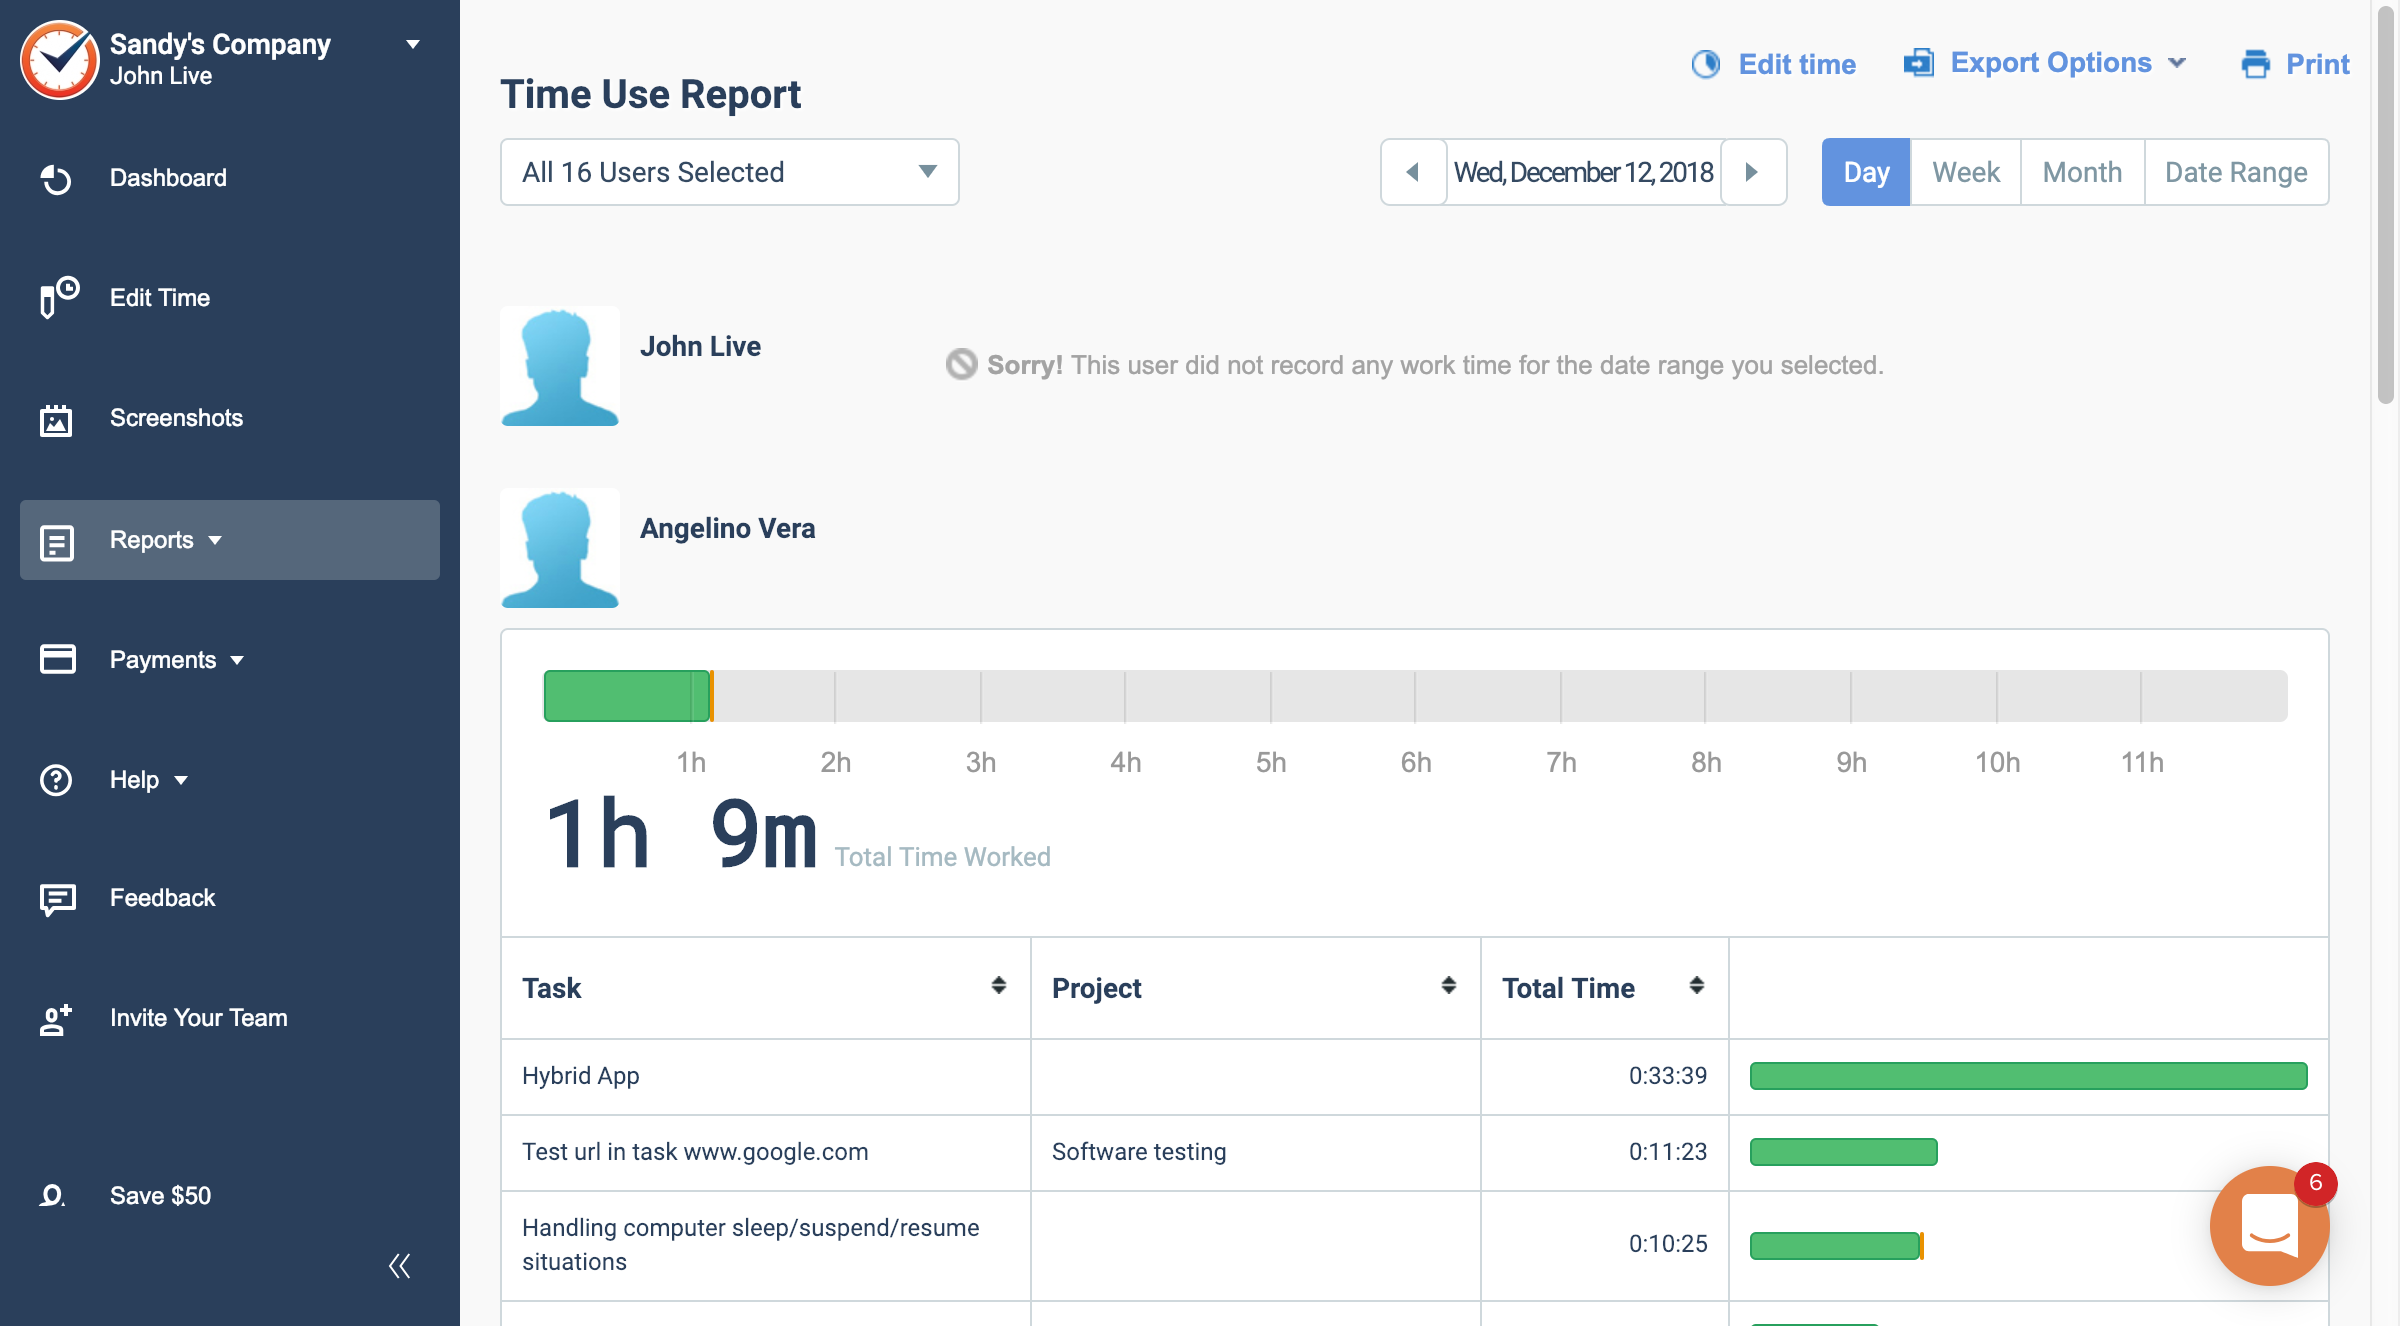 Sandy's Company
John Live
Dashboard
Edit Time
Screenshots
Reports
Payments
Help
Feedback
Invite Your Team
Save $50
Edit time
Export Options
Print
Time Use Report
All 16 Users Selected
Wed, December 12, 2018
Day
Week
Month
Date Range
John Live
Sorry! This user did not record any work time for the date range you selected.
Angelino Vera
1h 2h 3h 4h 5h 6h 7h 8h 9h 10h 11h
1h 9m Total Time Worked
Task Project Total Time
Hybrid App 0:33:39
Test url in task www.google.com Software testing 0:11:23
Handling computer sleep/suspend/resume
situations 0:10:25
6